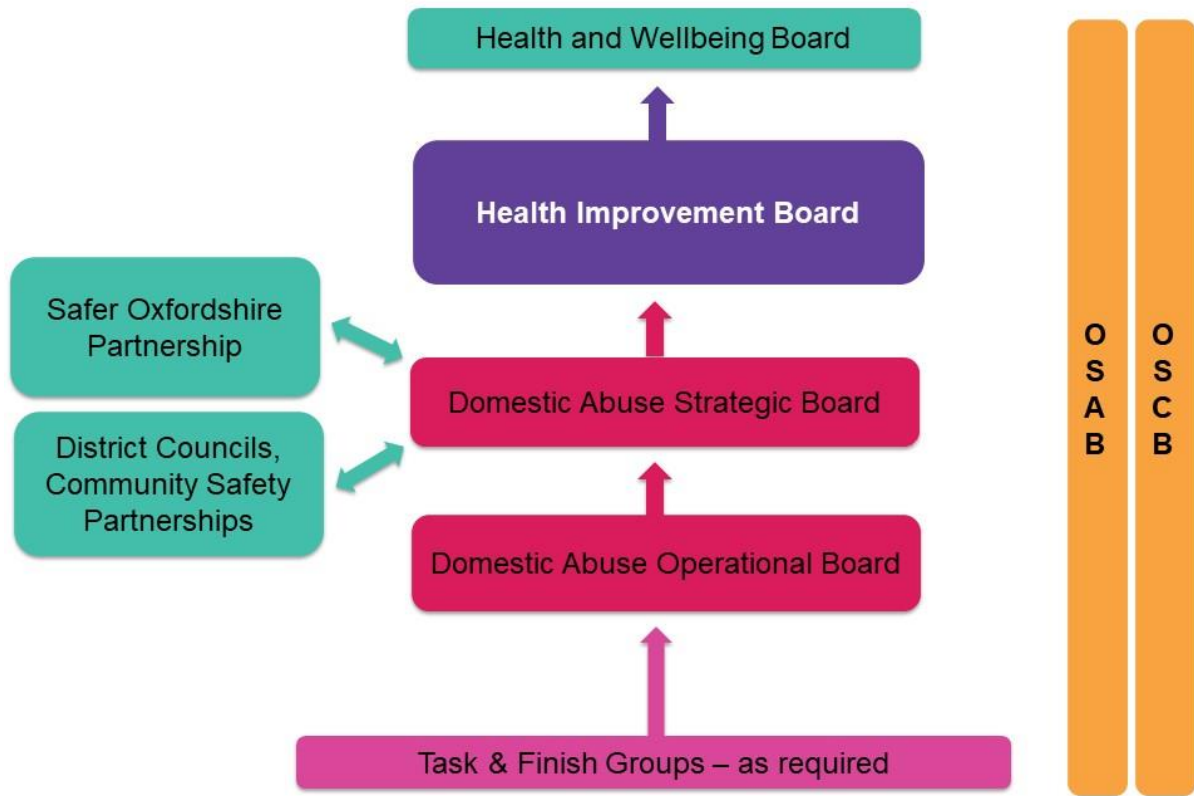 Health and Wellbeing Board
Health Improvement Board
Safer Oxfordshire
Partnership
Domestic Abuse Strategic Board
District Councils,
Community Safety
Partnerships
Domestic Abuse Operational Board
Task & Finish Groups – as required
O
S
A
B
O
S
C
B